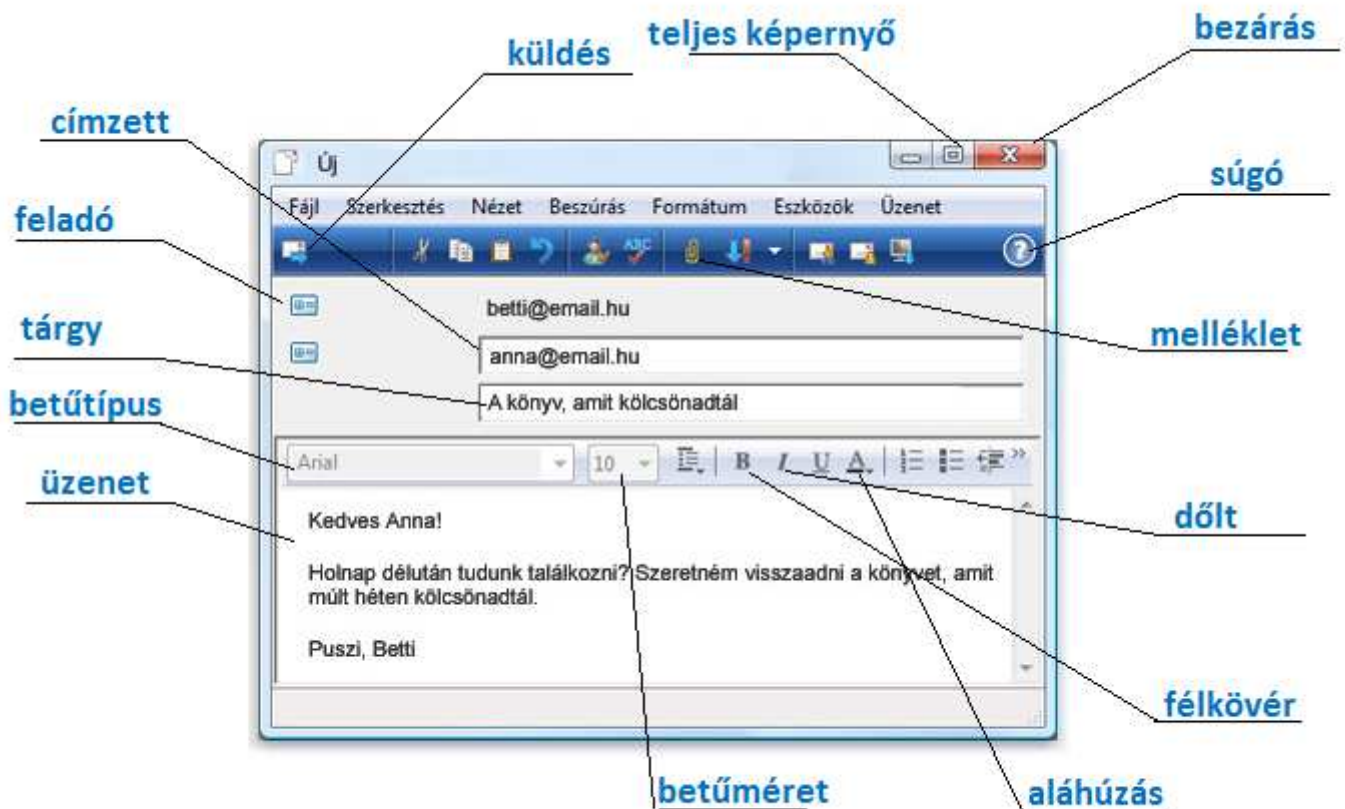 teljes képernyő
bezárás
küldés
címzett
Új
súgó
Fájl Szerkesztés Nézet Beszúrás Formátum Eszközök Üzenet
feladó
ABC
?
betti@email.hu
tárgy
melléklet
anna@email.hu
A könyv, amit kölcsönadtál
betűtípus
Arial 10 B I U A
üzenet
Kedves Anna!
dőlt
Holnap délután tudunk találkozni? Szeretném visszaadni a könyvet, amit
múlt héten kölcsönadtál.
Puszi, Betti
félkövér
betűméret
aláhúzás